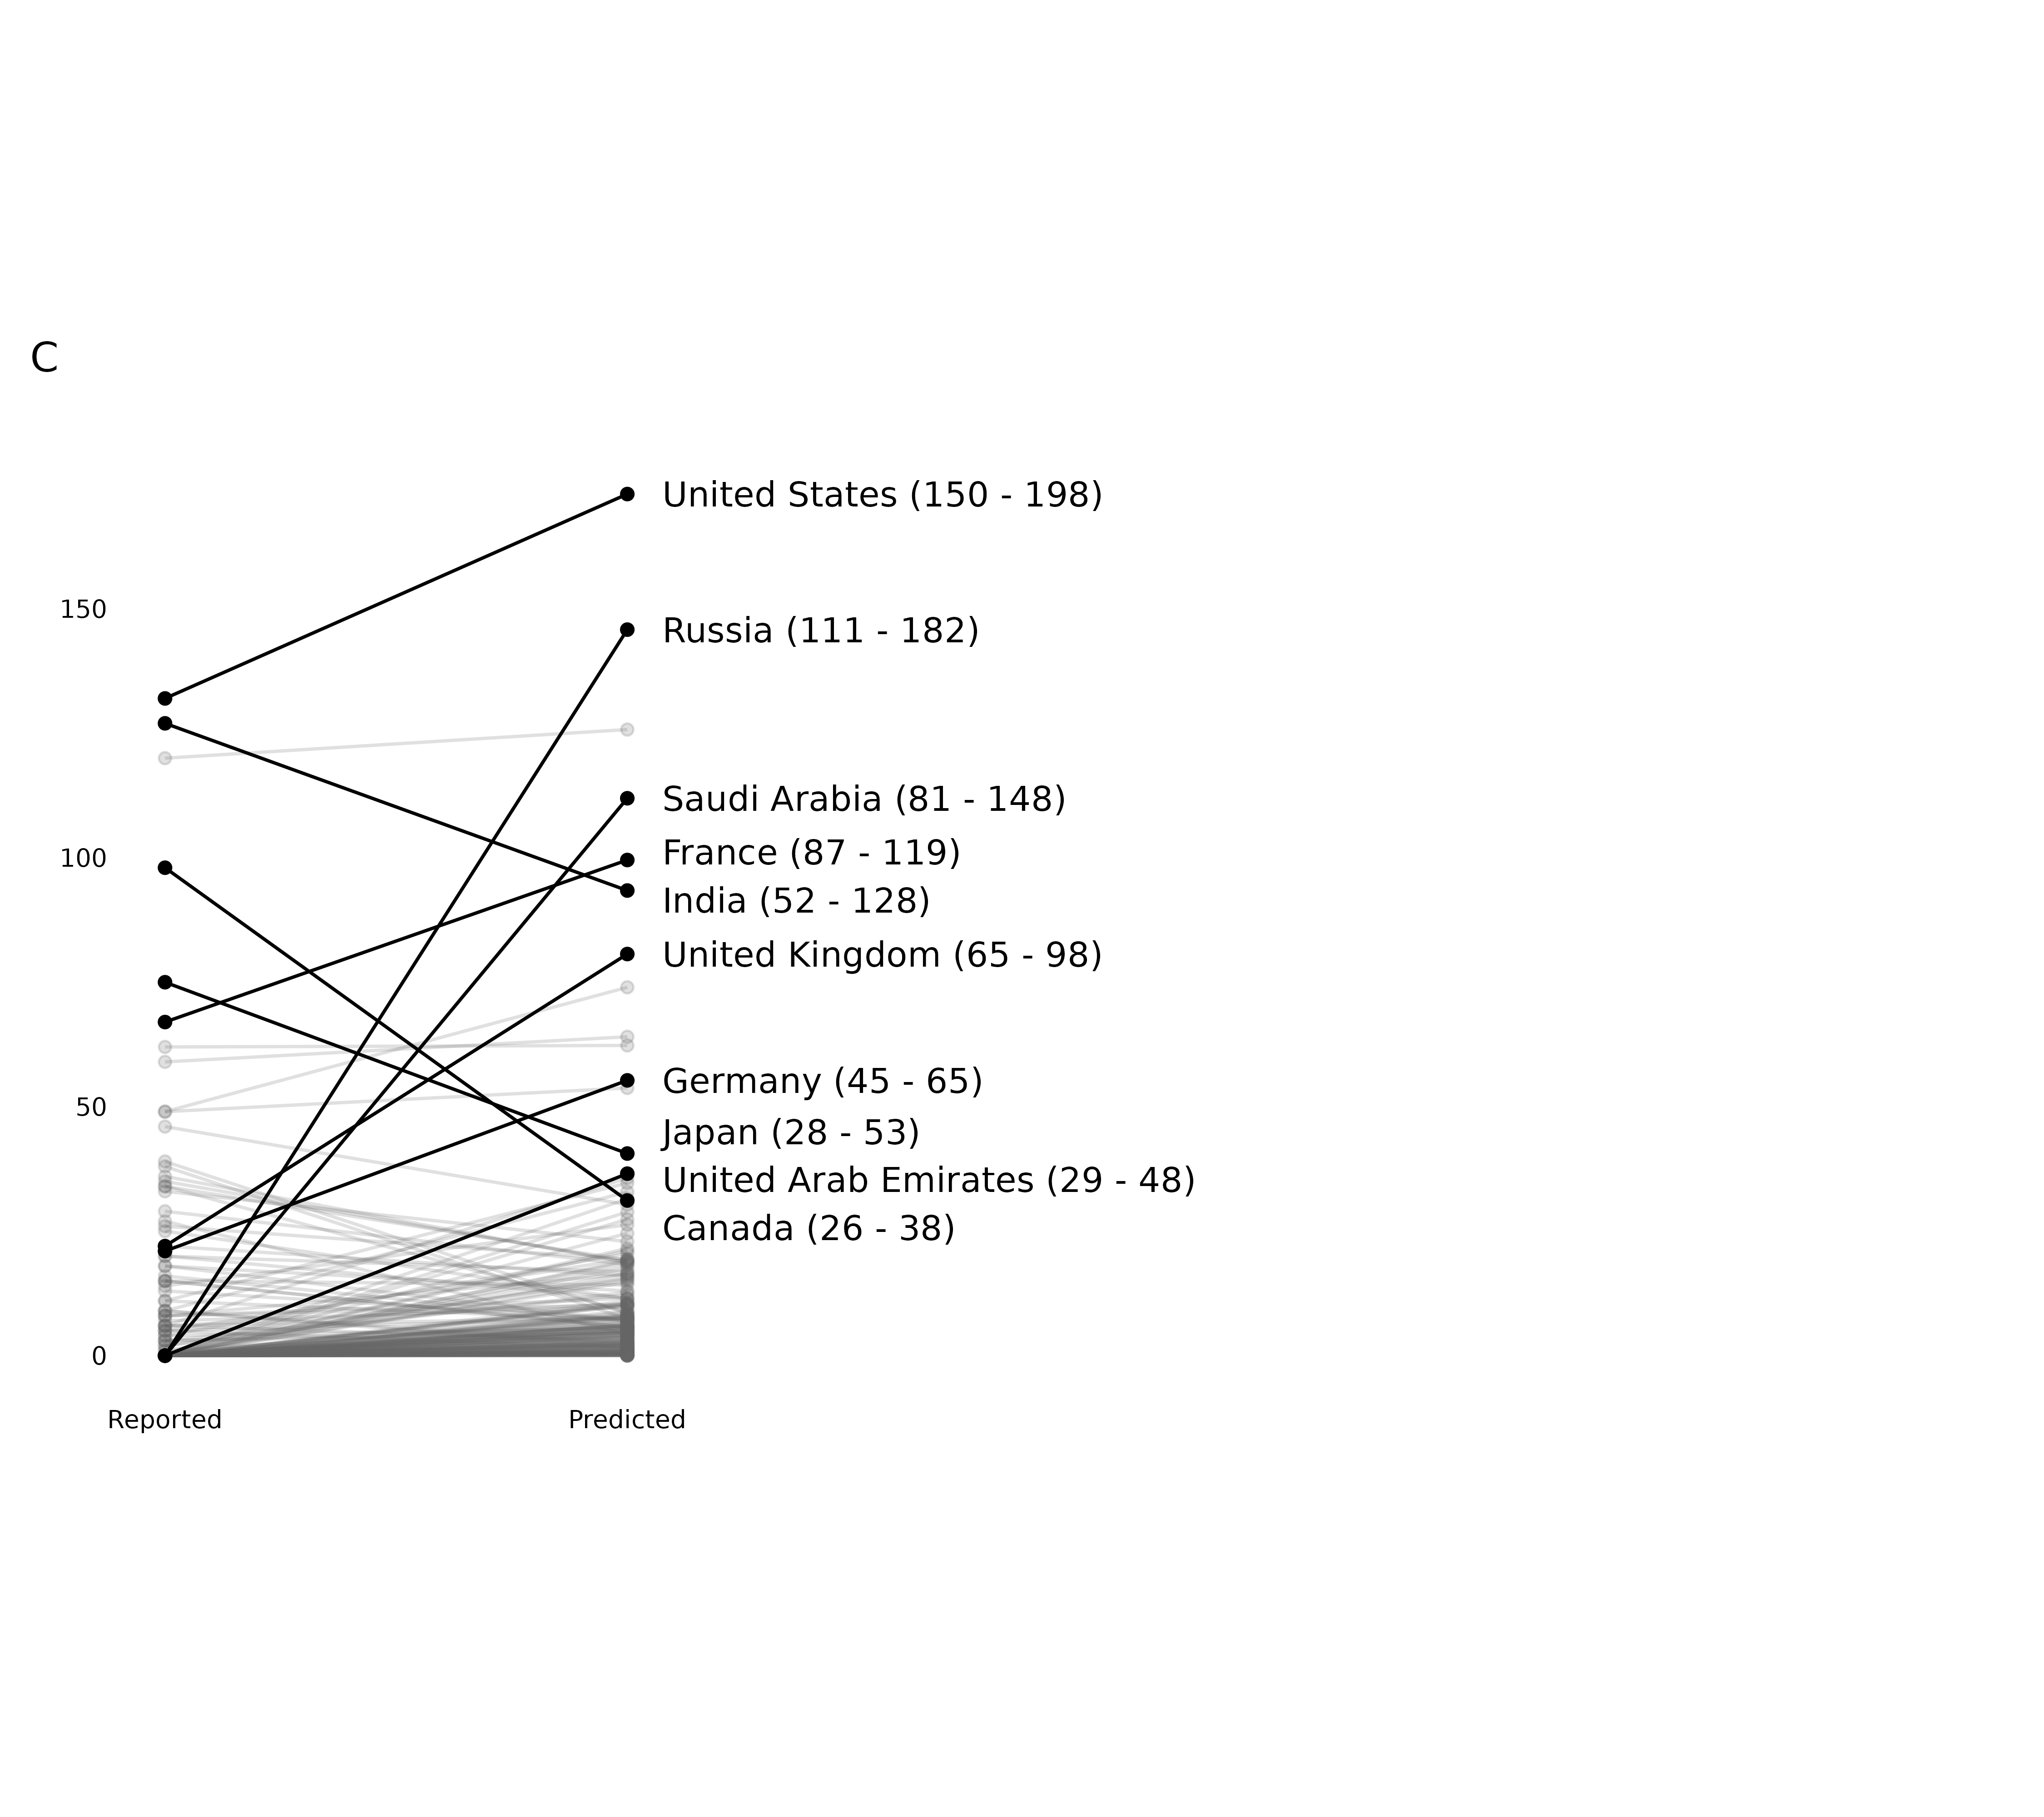 C
United States (150 - 198)
150
Russia (111 - 182)
Saudi Arabia (81 - 148)
100
France (87 - 119)
India (52 - 128)
United Kingdom (65 - 98)
Germany (45 - 65)
50
Japan (28 - 53)
United Arab Emirates (29 - 48)
Canada (26 - 38)
0
Reported
Predicted